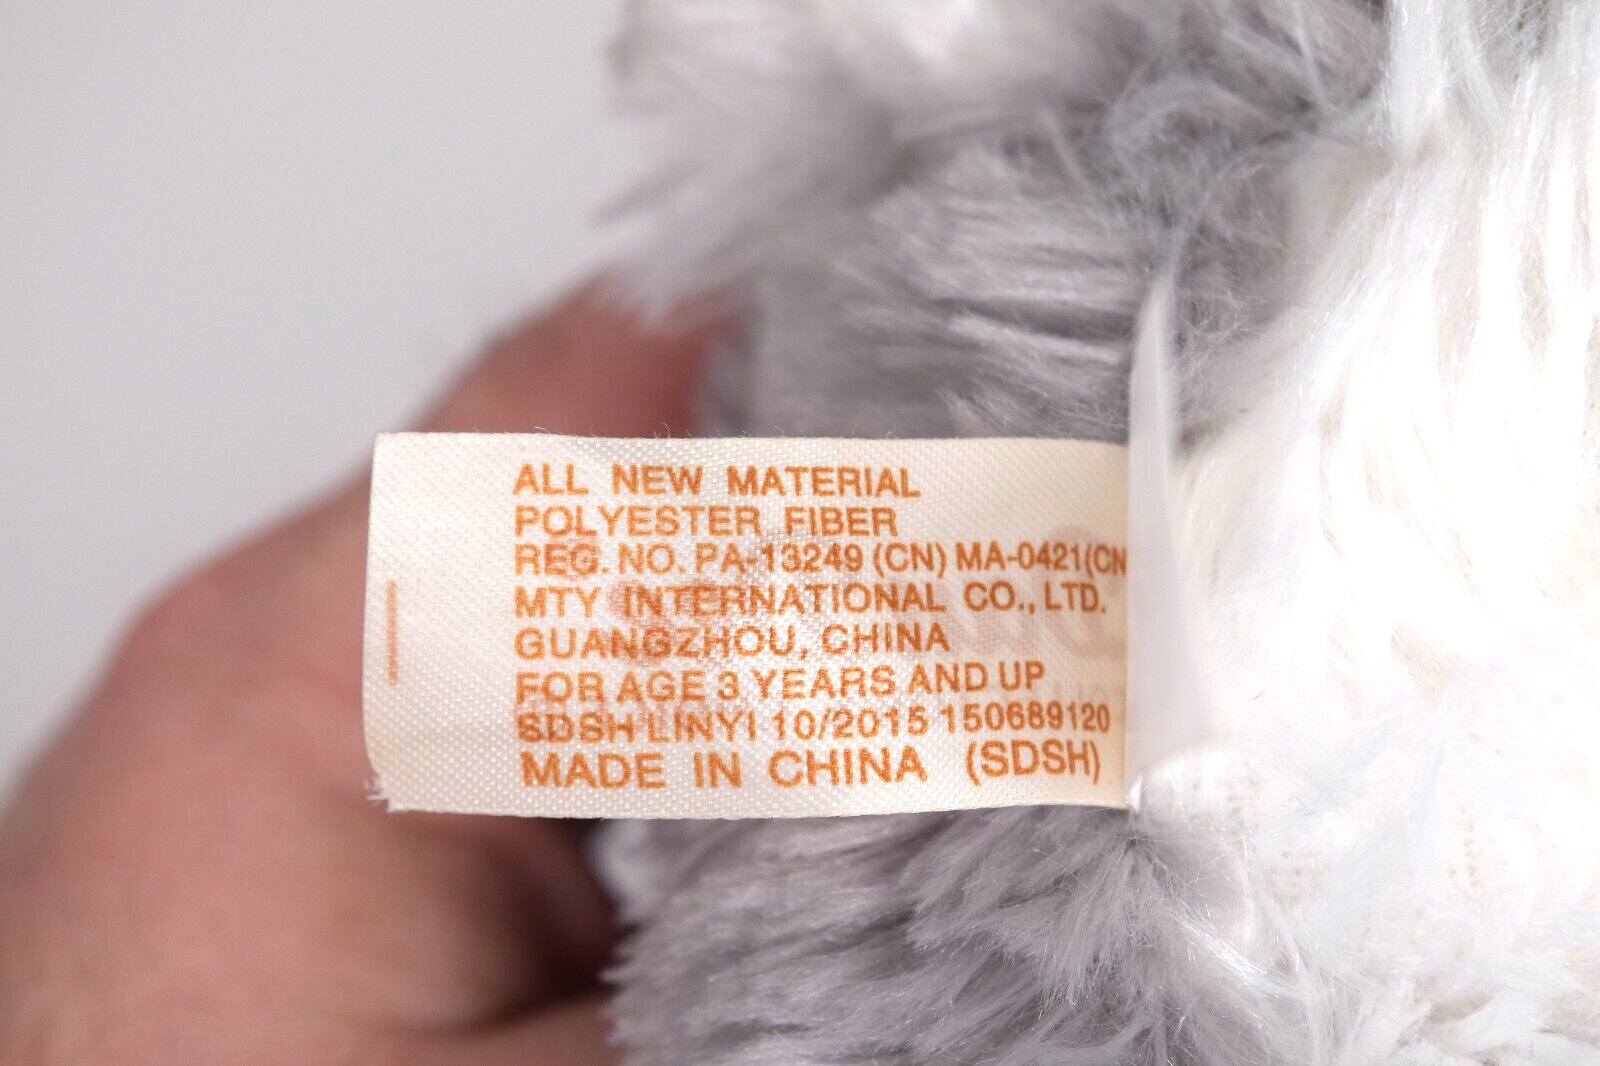 ALL NEW MATERIAL
POLYESTER FIBER
REG. NO. PA-13249 (CN) MA-0421(CN
MTY INTERNATIONAL CO., LTD.
GUANGZHOU, CHINA
FOR AGE 3 YEARS AND UP
SDSH LINYI 10/2015 150689120
MADE IN CHINA (SDSH)